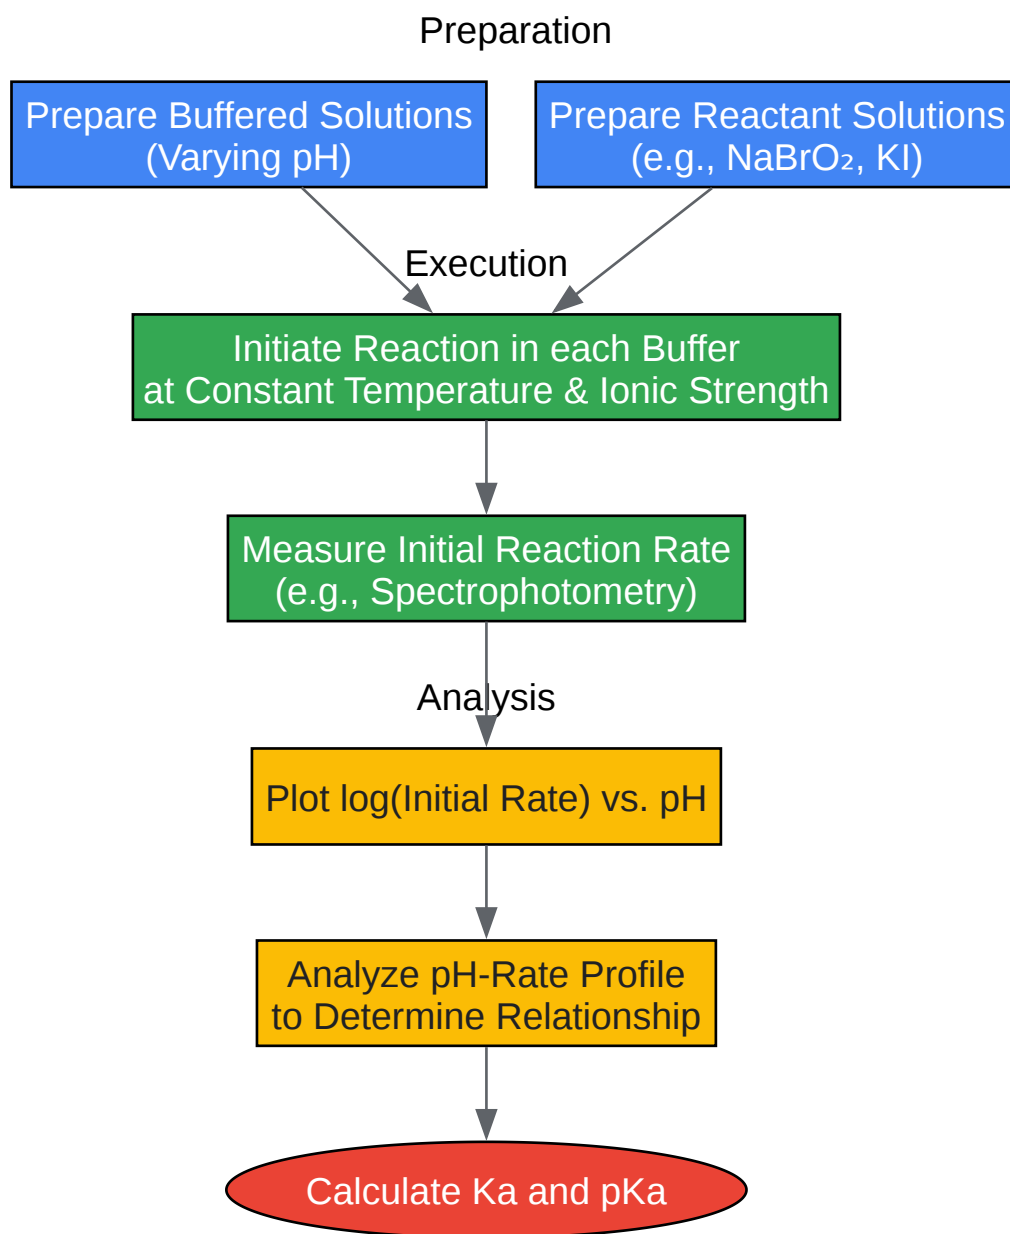 Preparation
Prepare Buffered Solutions
(Varying pH)
Prepare Reactant Solutions
(e.g., NaBrO₂, KI)
Execution
Initiate Reaction in each Buffer
at Constant Temperature & Ionic Strength
Measure Initial Reaction Rate
(e.g., Spectrophotometry)
Analysis
Plot log(Initial Rate) vs. pH
Analyze pH-Rate Profile
to Determine Relationship
Calculate Ka and pKa